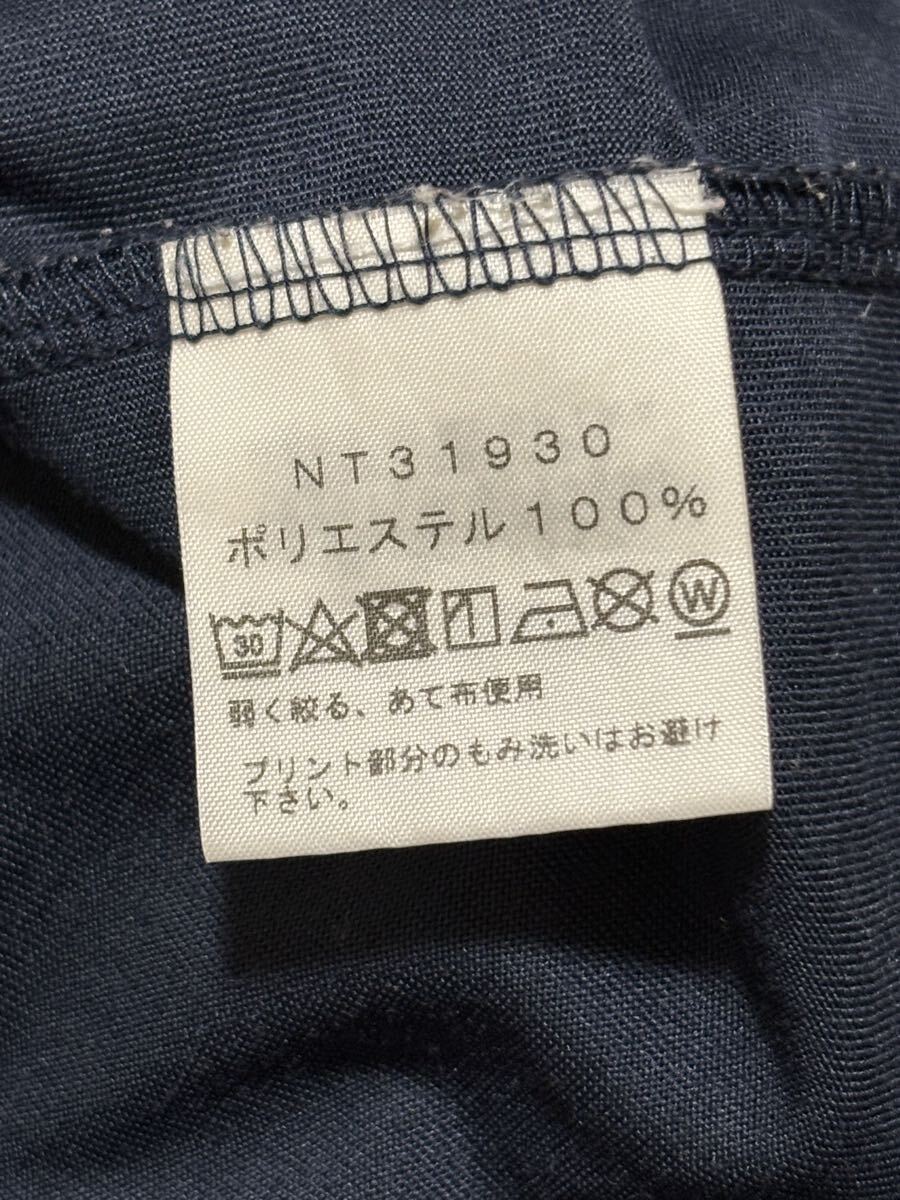 NT31930
ポリエステル100%
30 W
弱く絞る、あて布使用
プリント部分のもみ洗いはお避け
下さい。